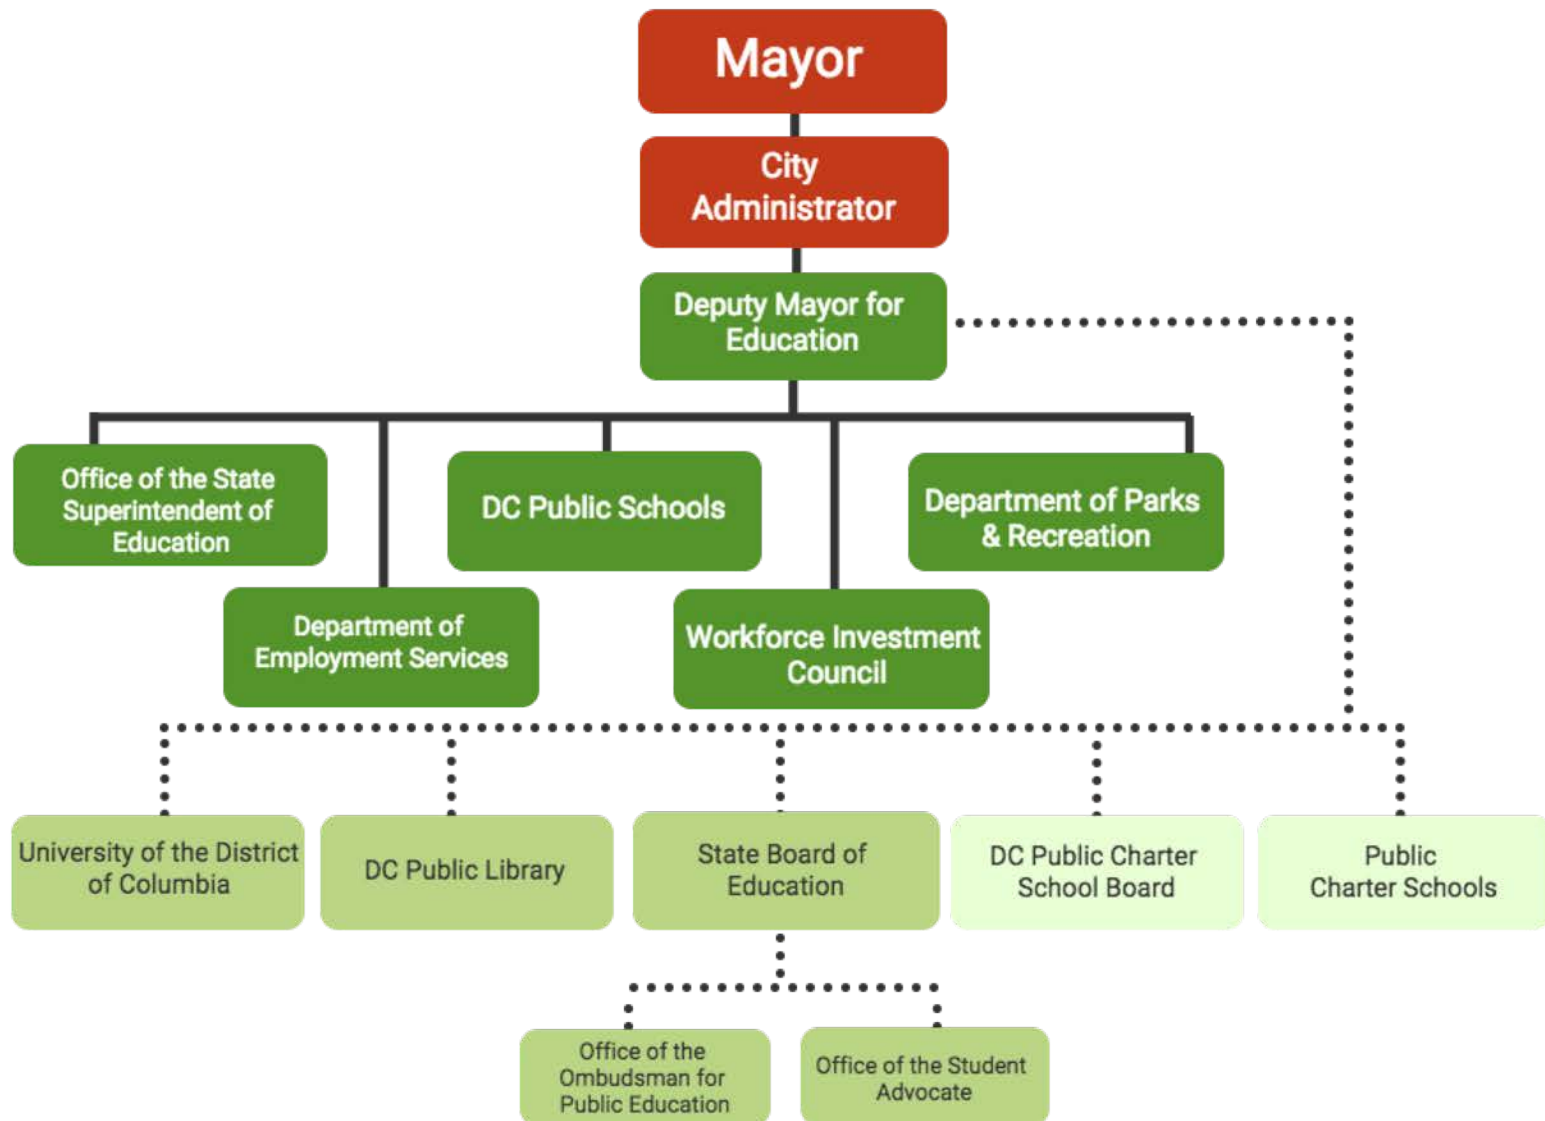 Mayor
City
Administrator
Deputy Mayor for
Education
Office of the State
Superintendent of
Education
DC Public Schools
Department of Parks
& Recreation
Department of
Employment Services
Workforce Investment
Council
University of the District
of Columbia
DC Public Library
State Board of
Education
DC Public Charter
School Board
Public
Charter Schools
Office of the
Ombudsman for
Public Education
Office of the Student
Advocate